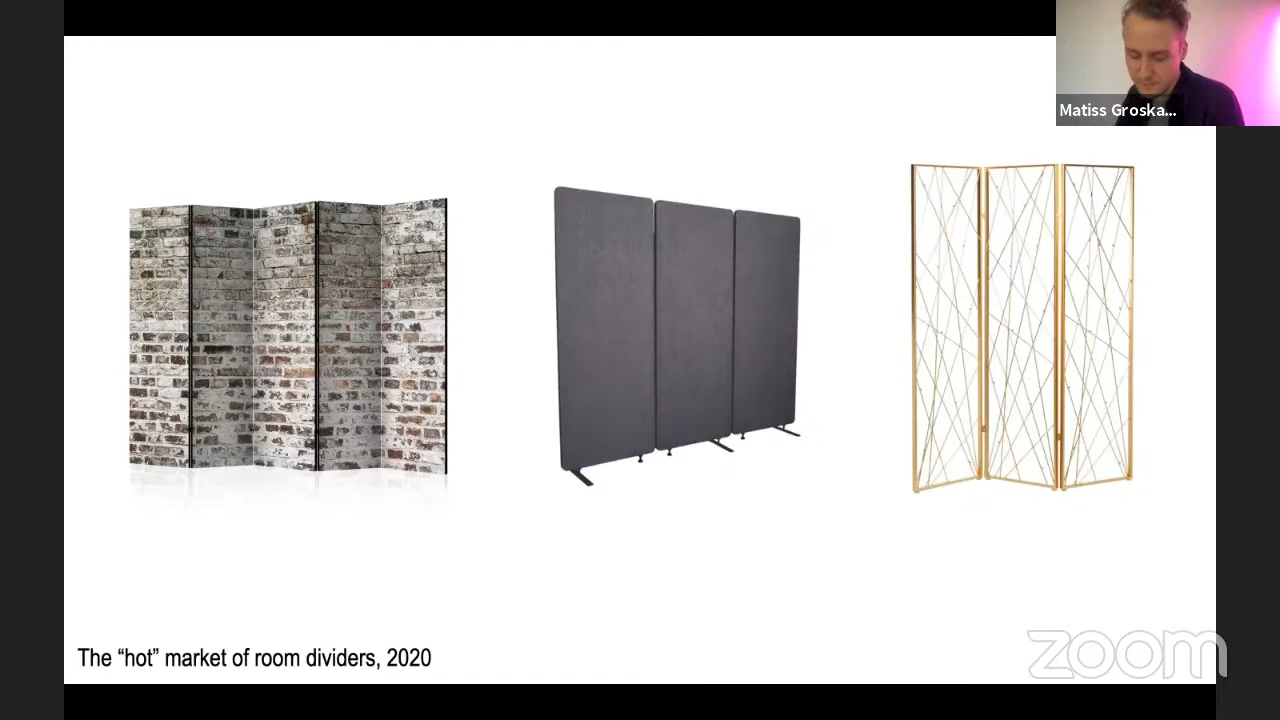 Matiss Groska...
The “hot” market of room dividers, 2020
zoom